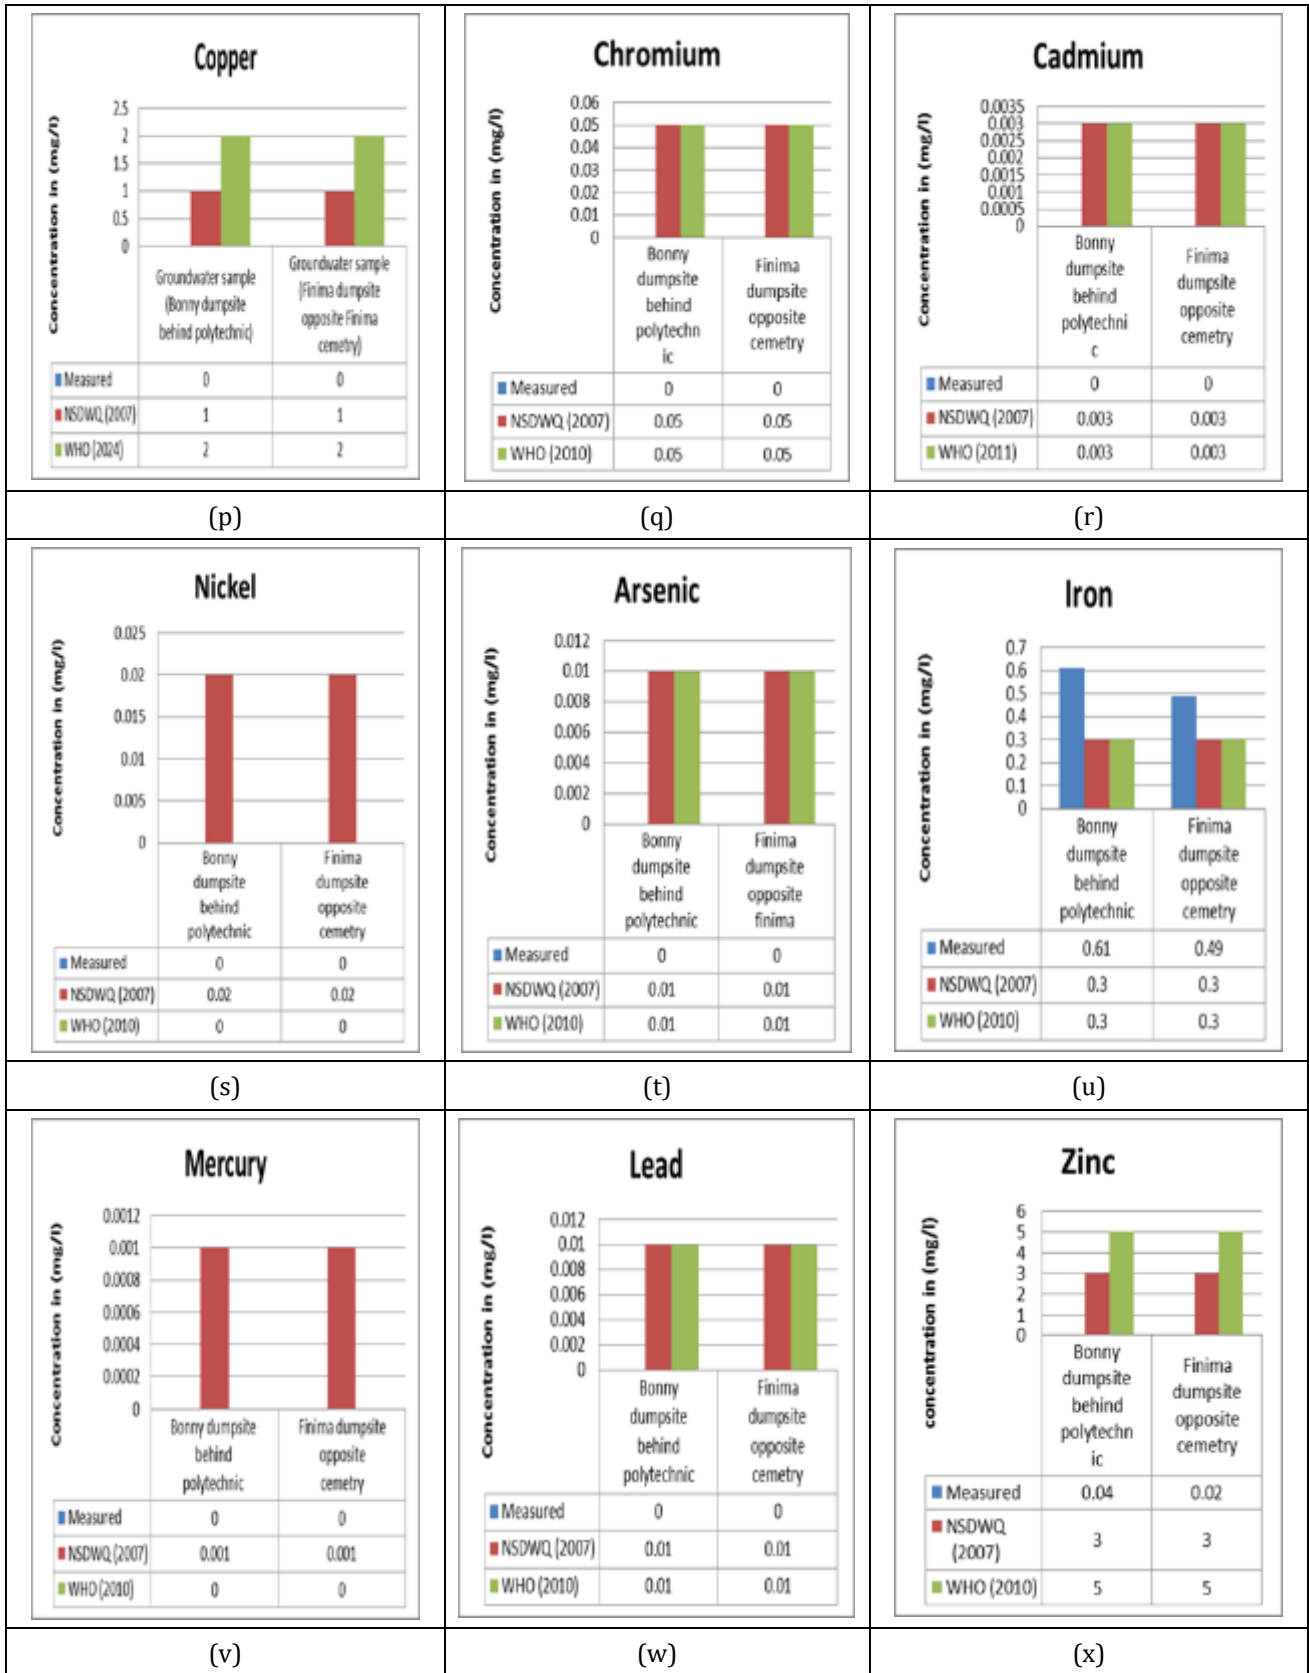 Copper
Concentration in (mg/l)
2.5
2
1.5
1
0.5
0
Groundwater sample
(Bonny dumpsite
behind polytechnic)
Groundwater sample
(Finima dumpsite
opposite Finima
cemetry)
Measured 0 0
NSDWQ (2007) 1 1
WHO (2024) 2 2
(p)
Chromium
Concentration in (mg/l)
0.06
0.05
0.04
0.03
0.02
0.01
0
Bonny
dumpsite
behind
polytechn
ic
Finima
dumpsite
opposite
cemetry
Measured 0 0
NSDWQ (2007) 0.05 0.05
WHO (2010) 0.05 0.05
(q)
Cadmium
Concentration in (mg/l)
0.0035
0.003
0.0025
0.002
0.0015
0.001
0.0005
0
Bonny
dumpsite
behind
polytechni
c
Finima
dumpsite
opposite
cemetry
Measured 0 0
NSDWQ (2007) 0.003 0.003
WHO (2011) 0.003 0.003
(r)
Nickel
Concentration in (mg/l)
0.025
0.02
0.015
0.01
0.005
0
Bonny
dumpsite
behind
polytechnic
Finima
dumpsite
opposite
cemetry
Measured 0 0
NSDWQ (2007) 0.02 0.02
WHO (2010) 0 0
(s)
Arsenic
Concentration in (mg/l)
0.012
0.01
0.008
0.006
0.004
0.002
0
Bonny
dumpsite
behind
polytechnic
Finima
dumpsite
opposite
finima
Measured 0 0
NSDWQ (2007) 0.01 0.01
WHO (2010) 0.01 0.01
(t)
Iron
Concentration in (mg/l)
0.7
0.6
0.5
0.4
0.3
0.2
0.1
0
Bonny
dumpsite
behind
polytechnic
Finima
dumpsite
opposite
cemetry
Measured 0.61 0.49
NSDWQ (2007) 0.3 0.3
WHO (2010) 0.3 0.3
(u)
Mercury
Concentration in (mg/l)
0.0012
0.001
0.0008
0.0006
0.0004
0.0002
0
Bonny dumpsite
behind
polytechnic
Finima dumpsite
opposite
cemetry
Measured 0 0
NSDWQ (2007) 0.001 0.001
WHO (2010) 0 0
(v)
Lead
Concentration in (mg/l)
0.012
0.01
0.008
0.006
0.004
0.002
0
Bonny
dumpsite
behind
polytechnic
Finima
dumpsite
opposite
cemetry
Measured 0 0
NSDWQ (2007) 0.01 0.01
WHO (2010) 0.01 0.01
(w)
Zinc
concentration in (mg/l)
6
5
4
3
2
1
0
Bonny
dumpsite
behind
polytechn
ic
Finima
dumpsite
opposite
cemetry
Measured 0.04 0.02
NSDWQ
(2007) 3 3
WHO (2010) 5 5
(x)